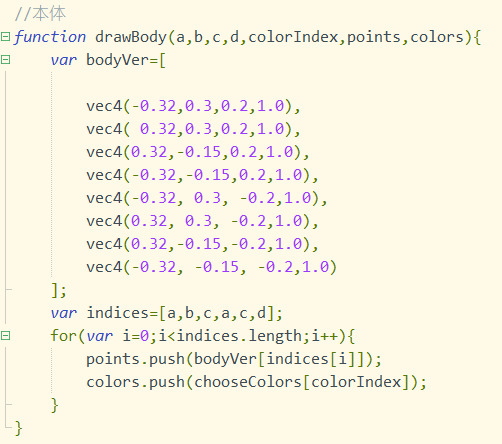 //本体
function drawBody(a,b,c,d,colorIndex,points,colors){
var bodyVer=[
vec4(-0.32,0.3,0.2,1.0),
vec4( 0.32,0.3,0.2,1.0),
vec4(0.32,-0.15,0.2,1.0),
vec4(-0.32,-0.15,0.2,1.0),
vec4(-0.32, 0.3, -0.2,1.0),
vec4(0.32, 0.3, -0.2,1.0),
vec4(0.32,-0.15,-0.2,1.0),
vec4(-0.32, -0.15, -0.2,1.0)
];
var indices=[a,b,c,a,c,d];
for(var i=0;i<indices.length;i++){
points.push(bodyVer[indices[i]]);
colors.push(chooseColors[colorIndex]);
}
}